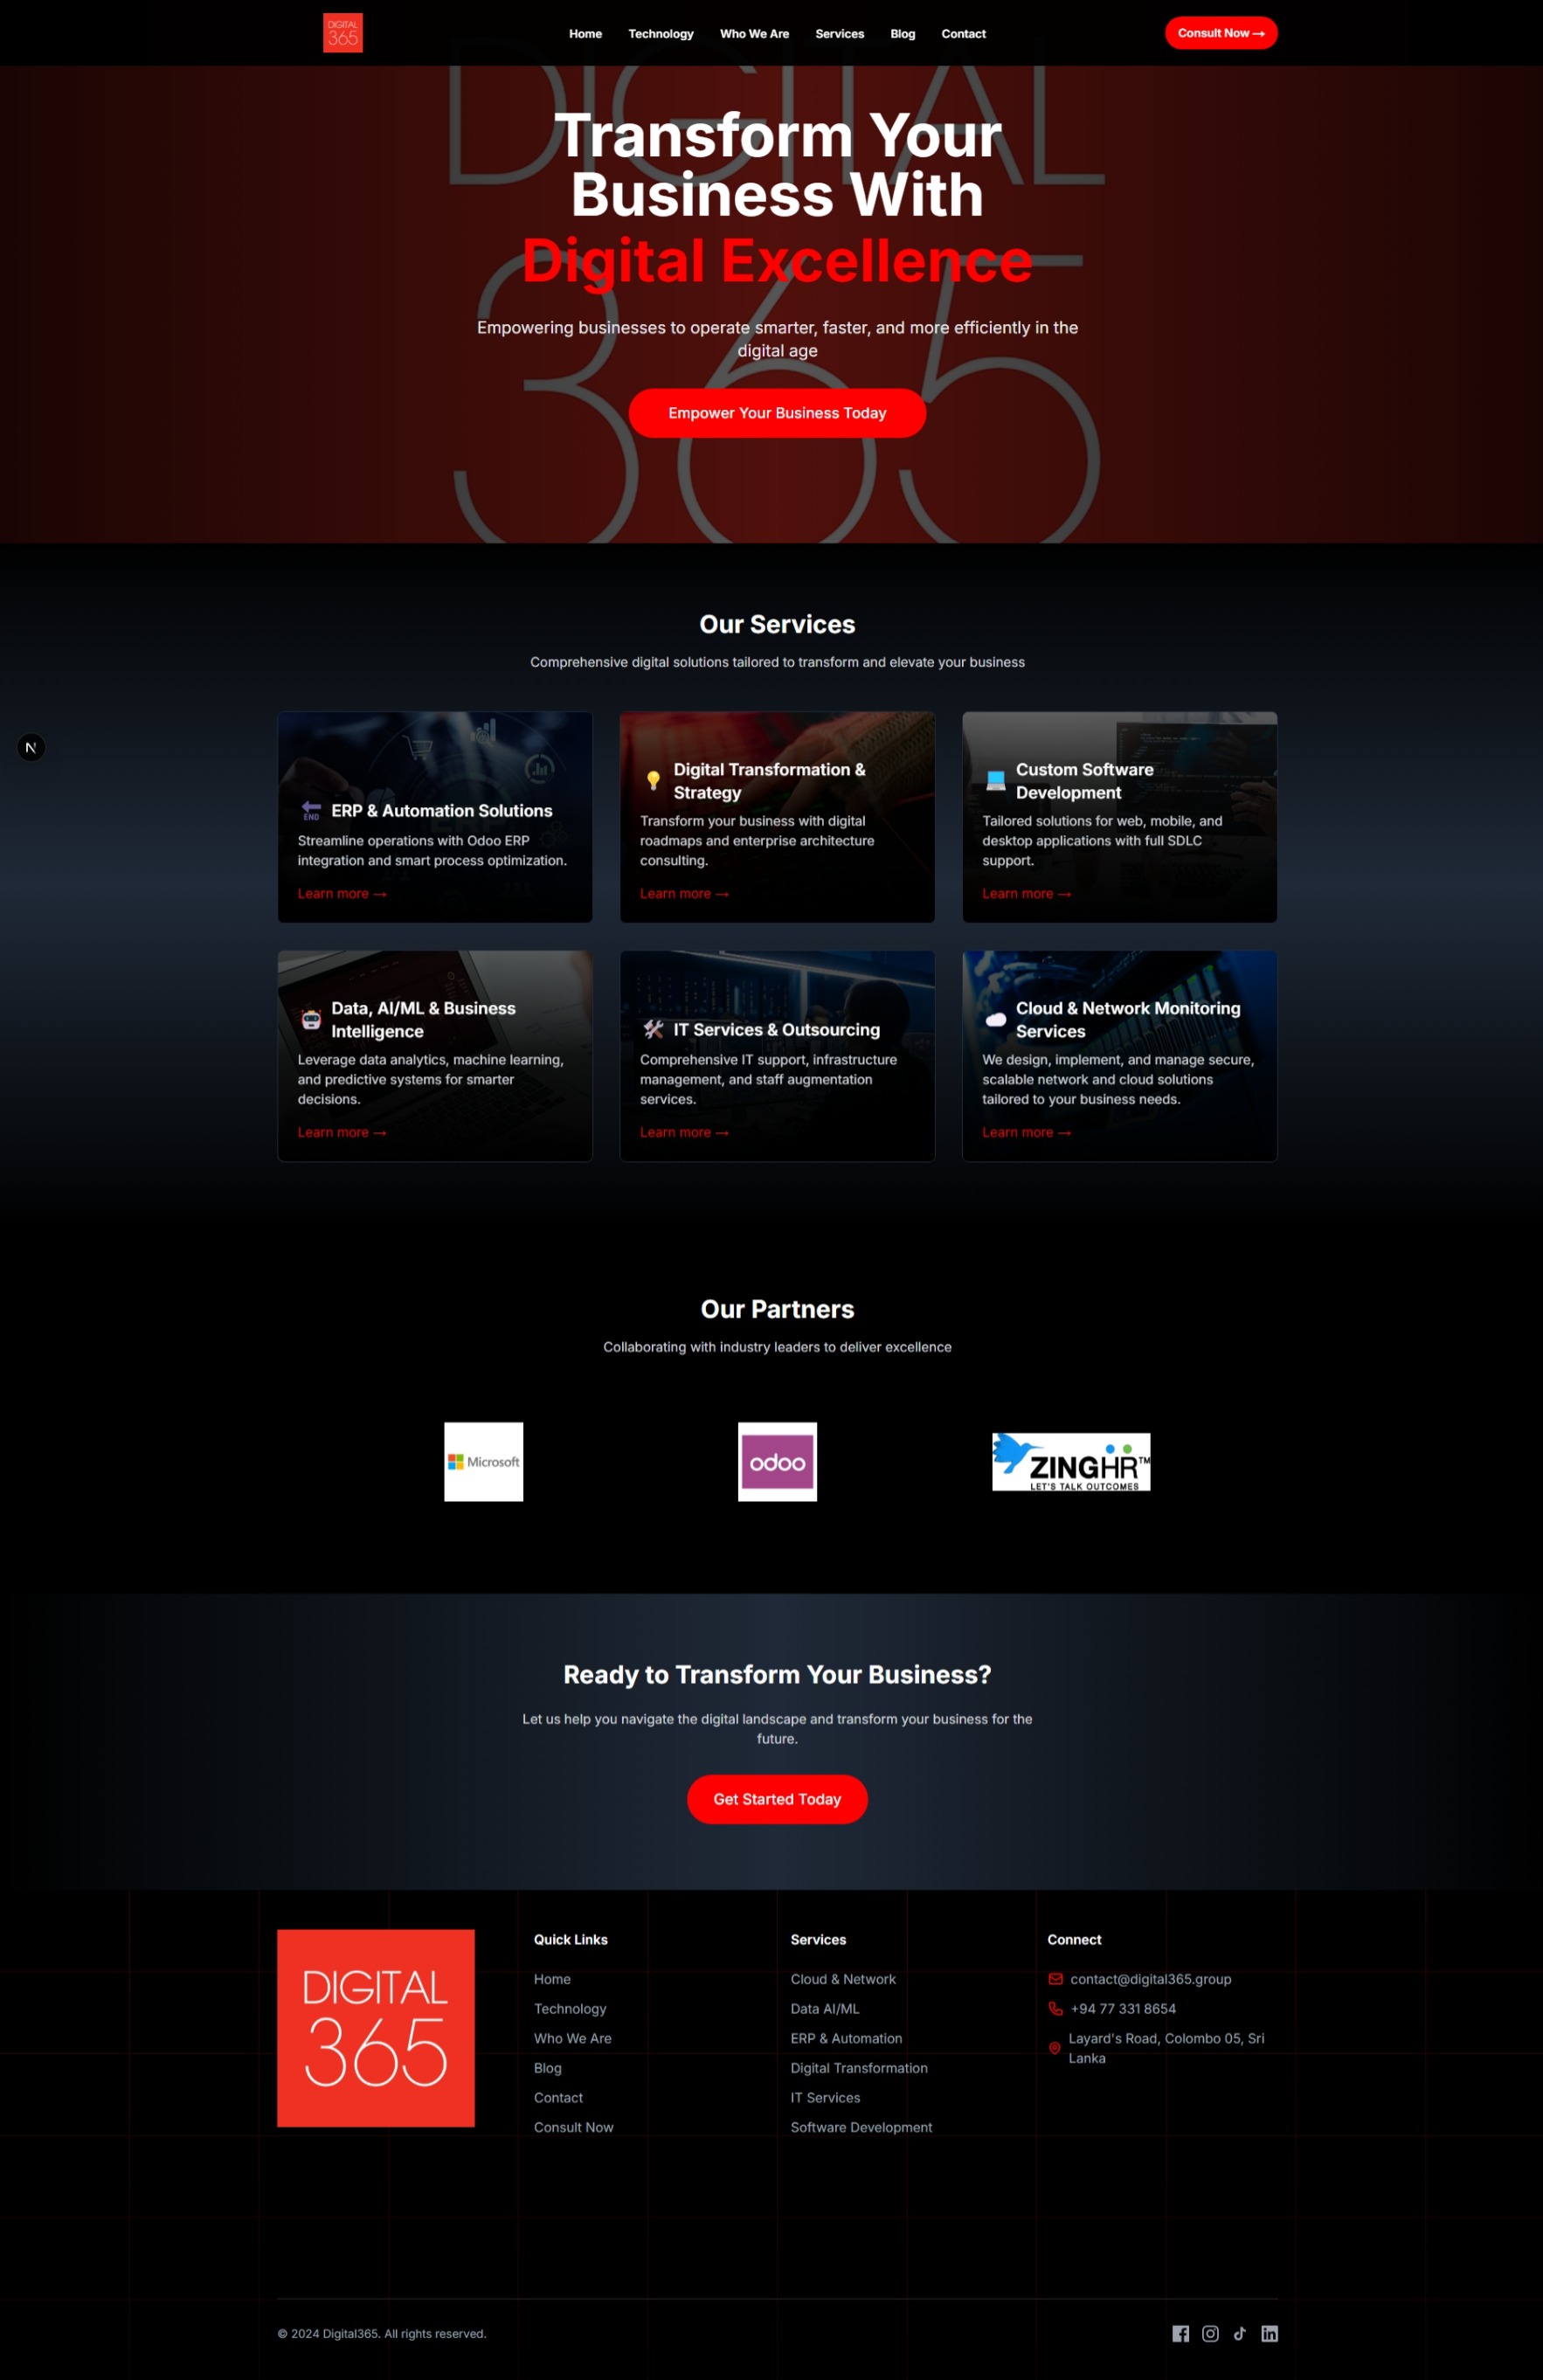 DIGITAL
365
Home
Technology
Who We Are
Services
Blog
Contact
Consult Now →
DIGITAL
365
Transform Your
Business With
Digital Excellence
Empowering businesses to operate smarter, faster, and more efficiently in the
digital age
Empower Your Business Today
Our Services
Comprehensive digital solutions tailored to transform and elevate your business
N
END
ERP & Automation Solutions
Streamline operations with Odoo ERP
integration and smart process optimization.
Learn more →
Digital Transformation &
Strategy
Transform your business with digital
roadmaps and enterprise architecture
consulting.
Learn more →
Custom Software
Development
Tailored solutions for web, mobile, and
desktop applications with full SDLC
support.
Learn more →
Data, AI/ML & Business
Intelligence
Leverage data analytics, machine learning,
and predictive systems for smarter
decisions.
Learn more →
IT Services & Outsourcing
Comprehensive IT support, infrastructure
management, and staff augmentation
services.
Learn more →
Cloud & Network Monitoring
Services
We design, implement, and manage secure,
scalable network and cloud solutions
tailored to your business needs.
Learn more →
Our Partners
Collaborating with industry leaders to deliver excellence
Microsoft
odoo
ZINGHR™
LET'S TALK OUTCOMES
Ready to Transform Your Business?
Let us help you navigate the digital landscape and transform your business for the
future.
Get Started Today
DIGITAL
365
Quick Links
Home
Technology
Who We Are
Blog
Contact
Consult Now
Services
Cloud & Network
Data AI/ML
ERP & Automation
Digital Transformation
IT Services
Software Development
Connect
contact@digital365.group
+94 77 331 8654
Layard's Road, Colombo 05, Sri
Lanka
© 2024 Digital365. All rights reserved.